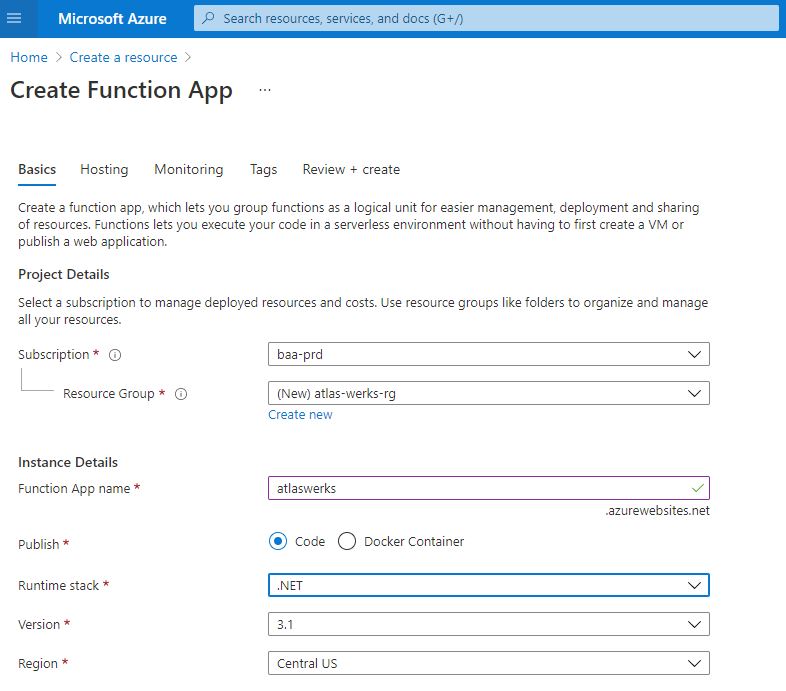 Microsoft Azure
Search resources, services, and docs (G+/)
Home > Create a resource >
Create Function App ...
Basics Hosting Monitoring Tags Review + create
Create a function app, which lets you group functions as a logical unit for easier management, deployment and sharing
of resources. Functions lets you execute your code in a serverless environment without having to first create a VM or
publish a web application.
Project Details
Select a subscription to manage deployed resources and costs. Use resource groups like folders to organize and manage
all your resources.
Subscription *
baa-prd
Resource Group *
(New) atlas-werks-rg
Create new
Instance Details
Function App name *
atlaswerks
.azurewebsites.net
Publish *
Code Docker Container
Runtime stack *
.NET
Version *
3.1
Region *
Central US